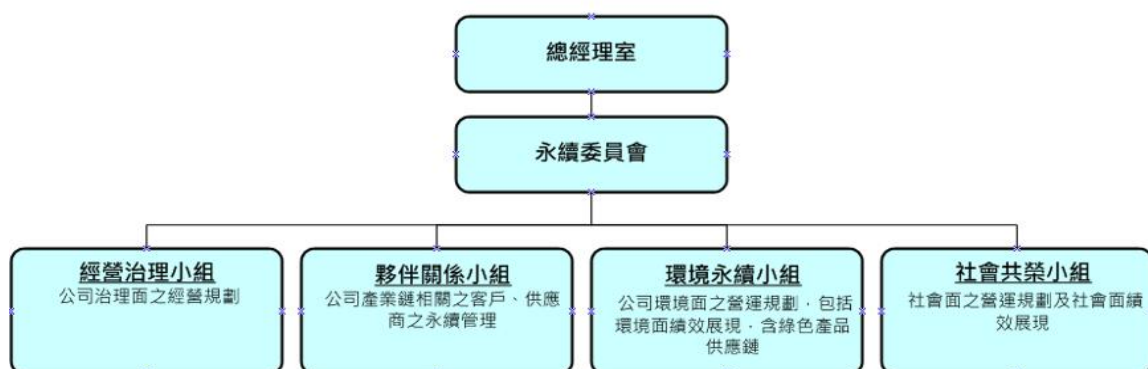 總經理室
永續委員會
經營治理小組
公司治理面之經營規劃
夥伴關係小組
公司產業鏈相關之客戶、供應
商之永續管理
環境永續小組
公司環境面之營運規劃，包括
環境面績效展現，含綠色產品
供應鏈
社會共榮小組
社會面之營運規劃及社會面績
效展現